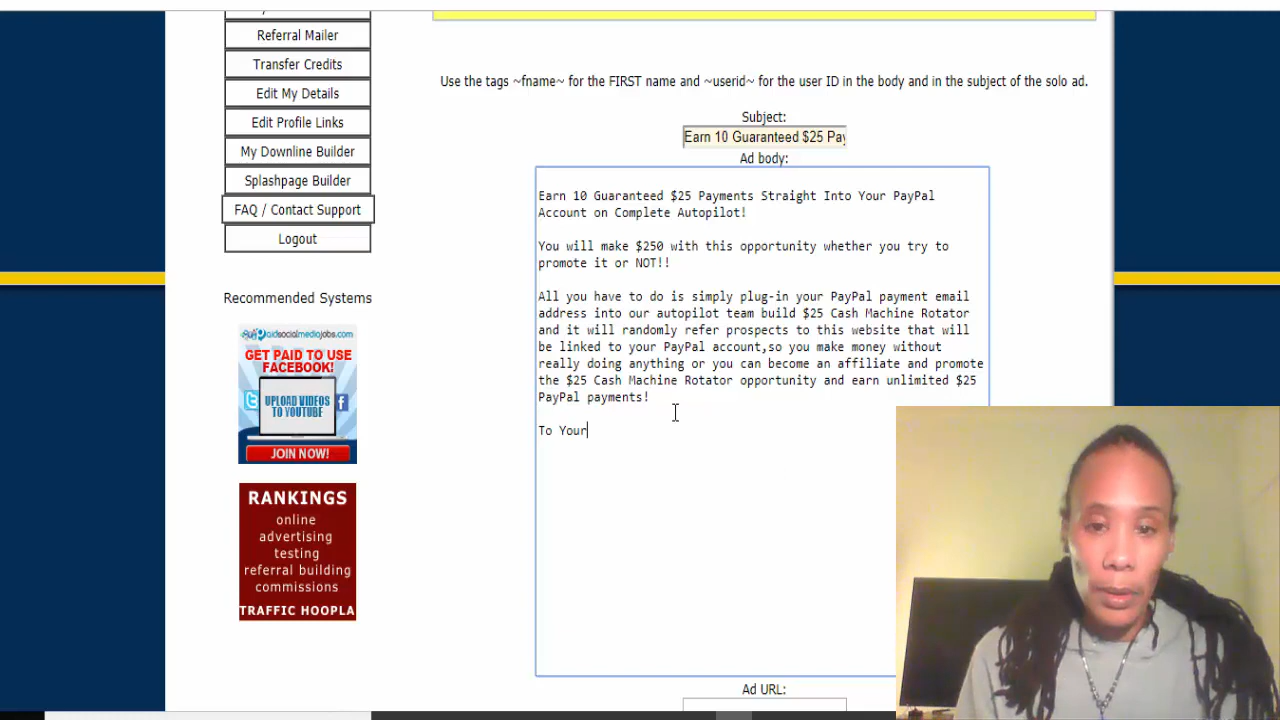 Referral Mailer
Transfer Credits
Edit My Details
Edit Profile Links
My Downline Builder
Splashpage Builder
FAQ / Contact Support
Logout
Recommended Systems
paidsocialmediajobs.com
GET PAID TO USE
FACEBOOK!
UPLOAD VIDEOS
TO YOUTUBE
JOIN NOW!
RANKINGS
online
advertising
testing
referral building
commissions
TRAFFIC HOOPLA
Use the tags ~fname~ for the FIRST name and ~userid~ for the user ID in the body and in the subject of the solo ad.
Subject:
Earn 10 Guaranteed $25 Pay
Ad body:
Earn 10 Guaranteed $25 Payments Straight Into Your PayPal
Account on Complete Autopilot!
You will make $250 with this opportunity whether you try to
promote it or NOT!!
All you have to do is simply plug-in your PayPal payment email
address into our autopilot team build $25 Cash Machine Rotator
and it will randomly refer prospects to this website that will
be linked to your PayPal account,so you make money without
really doing anything or you can become an affiliate and promote
the $25 Cash Machine Rotator opportunity and earn unlimited $25
PayPal payments!
To Your
Ad URL: